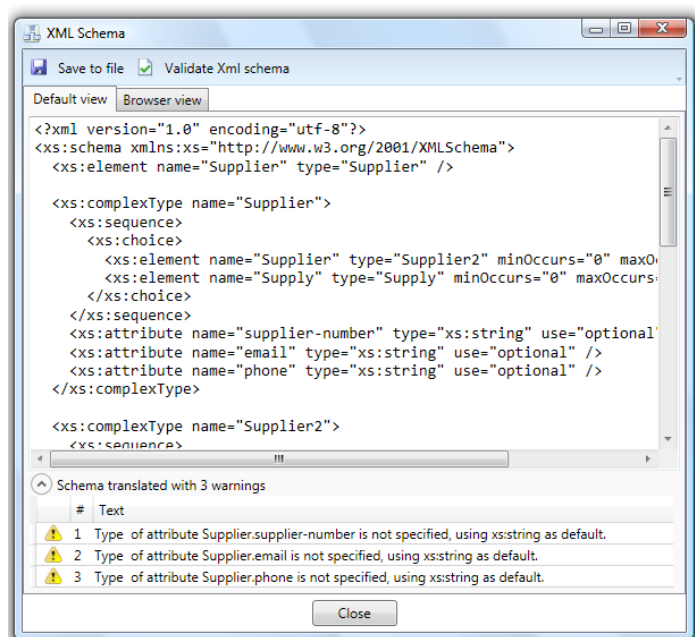 XML Schema
Save to file Validate Xml schema
Default view Browser view
<?xml version="1.0" encoding="utf-8"?>
<xs:schema xmlns:xs="http://www.w3.org/2001/XMLSchema">
<xs:element name="Supplier" type="Supplier" />
<xs:complexType name="Supplier">
<xs:sequence>
<xs:choice>
<xs:element name="Supplier" type="Supplier2" minOccurs="0" maxO
<xs:element name="Supply" type="Supply" minOccurs="0" maxOccurs
</xs:choice>
</xs:sequence>
<xs:attribute name="supplier-number" type="xs:string" use="optional"
<xs:attribute name="email" type="xs:string" use="optional" />
<xs:attribute name="phone" type="xs:string" use="optional" />
</xs:complexType>
<xs:complexType name="Supplier2">
<xs:sequence>
Schema translated with 3 warnings
# Text
1 Type of attribute Supplier.supplier-number is not specified, using xs:string as default.
2 Type of attribute Supplier.email is not specified, using xs:string as default.
3 Type of attribute Supplier.phone is not specified, using xs:string as default.
Close